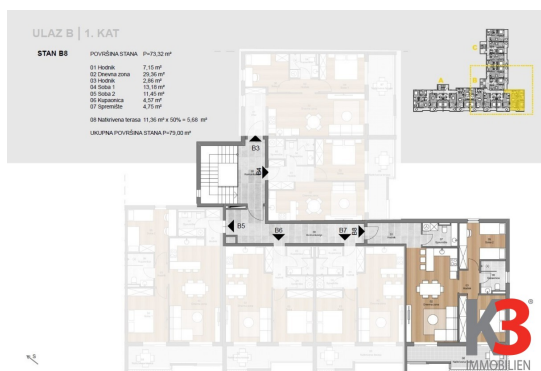 ULAZ B | 1. KAT
STAN B8 POVRŠINA STANA P=73,32 m²
01 Hodnik 7,15 m²
02 Dnevna zona 29,36 m²
03 Hodnik 2,86 m²
04 Soba 1 13,18 m²
05 Soba 2 11,45 m²
06 Kupaonica 4,57 m²
07 Spremište 4,75 m²
08 Natkrivena terasa 11,36 m² x 50% = 5,68 m²
UKUPNA POVRŠINA STANA P=79,00 m²
C
A
B
B3
B4
B5
B6
B7
B8
K3®
IMMOBILIEN
S